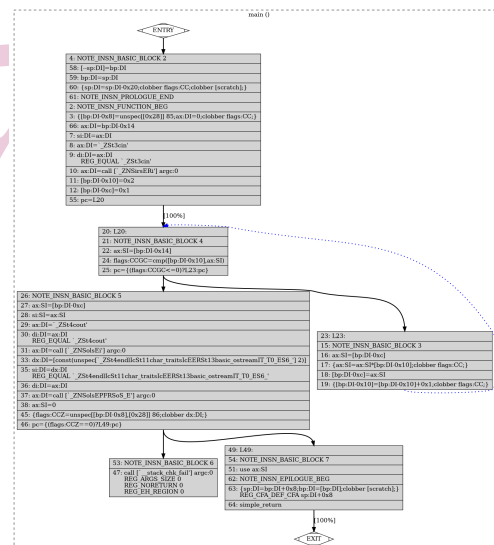 main ()
ENTRY
4: NOTE_INSN_BASIC_BLOCK 2
58: [--sp:DI]=bp:DI
59: bp:DI=sp:DI
60: {sp:DI=sp:DI-0x20;clobber flags:CC;clobber [scratch];}
61: NOTE_INSN_PROLOGUE_END
2: NOTE_INSN_FUNCTION_BEG
3: {[bp:DI-0x8]=unspec[[0x28]] 85;ax:DI=0;clobber flags:CC;}
66: ax:DI=bp:DI-0x14
7: si:DI=ax:DI
8: ax:DI=`_ZSt3cin'
9: di:DI=ax:DI
REG_EQUAL `_ZSt3cin'
10: ax:DI=call [`_ZNSirsERi'] argc:0
11: [bp:DI-0x10]=0x2
12: [bp:DI-0xc]=0x1
55: pc=L20
[100%]
20: L20:
21: NOTE_INSN_BASIC_BLOCK 4
22: ax:SI=[bp:DI-0x14]
24: flags:CCGC=cmp([bp:DI-0x10],ax:SI)
25: pc={(flags:CCGC<=0)?L23:pc}
26: NOTE_INSN_BASIC_BLOCK 5
27: ax:SI=[bp:DI-0xc]
28: si:SI=ax:SI
29: ax:DI=`_ZSt4cout'
30: di:DI=ax:DI
REG_EQUAL `_ZSt4cout'
31: ax:DI=call [`_ZNSolsEi'] argc:0
33: dx:DI=[const(unspec[`_ZSt4endlIcSt11char_traitsIcEERSt13basic_ostreamIT_T0_ES6_'] 2)]
35: si:DI=dx:DI
REG_EQUAL `_ZSt4endlIcSt11char_traitsIcEERSt13basic_ostreamIT_T0_ES6_'
36: di:DI=ax:DI
37: ax:DI=call [`_ZNSolsEPFRSoS_E'] argc:0
38: ax:SI=0
45: {flags:CCZ=unspec[[bp:DI-0x8],[0x28]] 86;clobber dx:DI;}
46: pc={(flags:CCZ==0)?L49:pc}
23: L23:
15: NOTE_INSN_BASIC_BLOCK 3
16: ax:SI=[bp:DI-0xc]
17: {ax:SI=ax:SI*[bp:DI-0x10];clobber flags:CC;}
18: [bp:DI-0xc]=ax:SI
19: {[bp:DI-0x10]=[bp:DI-0x10]+0x1;clobber flags:CC;}
53: NOTE_INSN_BASIC_BLOCK 6
47: call [`__stack_chk_fail'] argc:0
REG_ARGS_SIZE 0
REG_NORETURN 0
REG_EH_REGION 0
49: L49:
54: NOTE_INSN_BASIC_BLOCK 7
51: use ax:SI
62: NOTE_INSN_EPILOGUE_BEG
63: {sp:DI=bp:DI+0x8;bp:DI=[bp:DI];clobber [scratch];}
REG_CFA_DEF_CFA sp:DI+0x8
64: simple_return
[100%]
EXIT